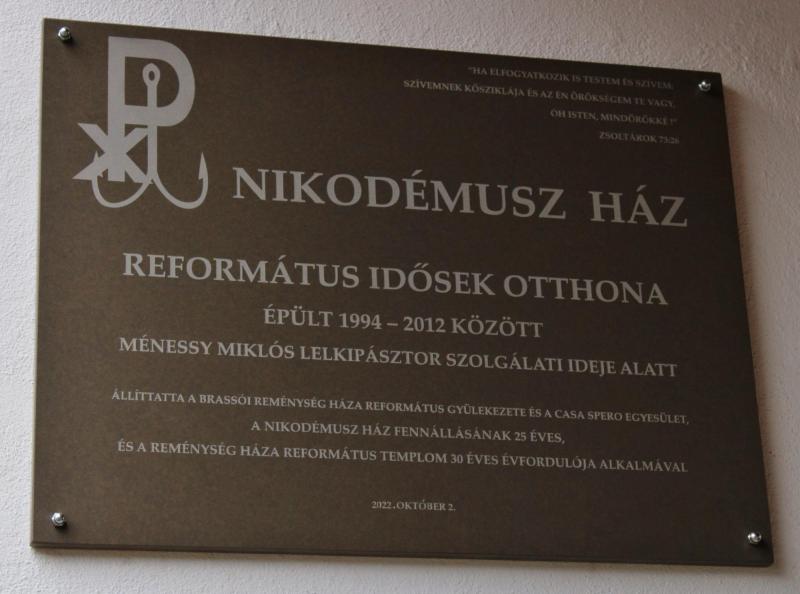 "HA ELFOGYATKOZIK IS TESTEM ÉS SZÍVEM:
SZÍVEMNEK KŐSZIKLÁJA ÉS AZ ÉN ÖRÖKSÉGEM TE VAGY,
ÓH ISTEN, MINDÖRÖKKÉ !"
ZSOLTÁROK 73:26
NIKODÉMUSZ HÁZ
REFORMÁTUS IDŐSEK OTTHONA
ÉPÜLT 1994 – 2012 KÖZÖTT
MÉNESSY MIKLÓS LELKIPÁSZTOR SZOLGÁLATI IDEJE ALATT
ÁLLÍTTATTA A BRASSÓI REMÉNYSÉG HÁZA REFORMÁTUS GYÜLEKEZETE ÉS A CASA SPERO EGYESÜLET,
A NIKODÉMUSZ HÁZ FENNÁLLÁSÁNAK 25 ÉVES,
ÉS A REMÉNYSÉG HÁZA REFORMÁTUS TEMPLOM 30 ÉVES ÉVFORDULÓJA ALKALMÁVAL
2022.OKTÓBER 2.